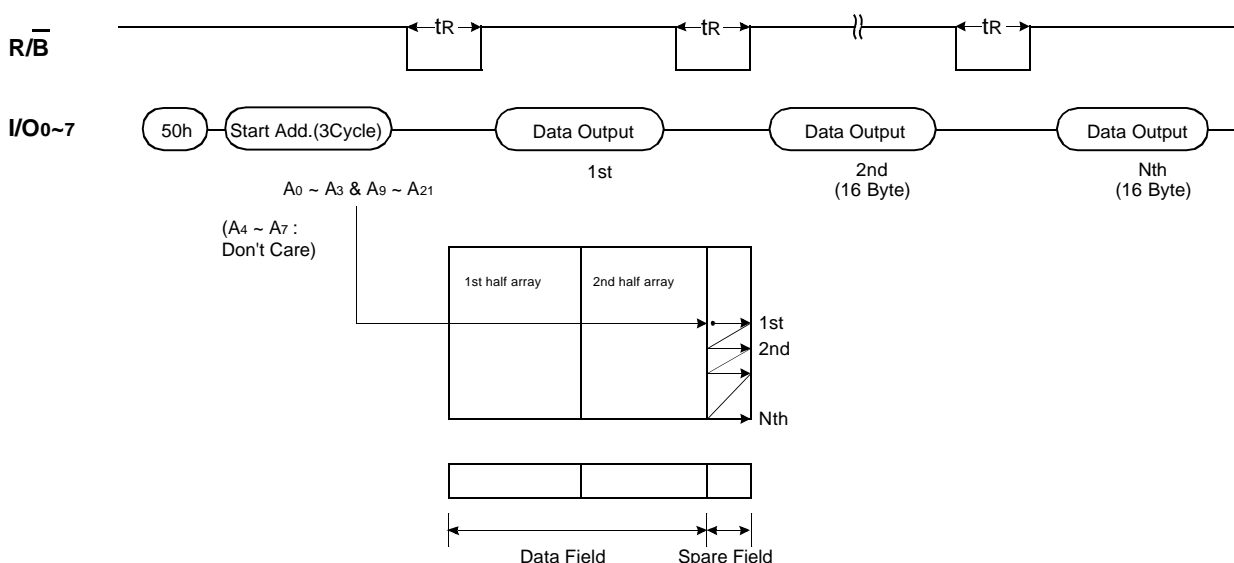 tR tR tR
R/B
I/O0~7 50h Start Add.(3Cycle) Data Output Data Output Data Output
1st 2nd Nth
(16 Byte) (16 Byte)
A0 ~ A3 & A9 ~ A21
(A4 ~ A7 :
Don't Care)
1st half array 2nd half array
1st
2nd
Nth
Data Field Spare Field